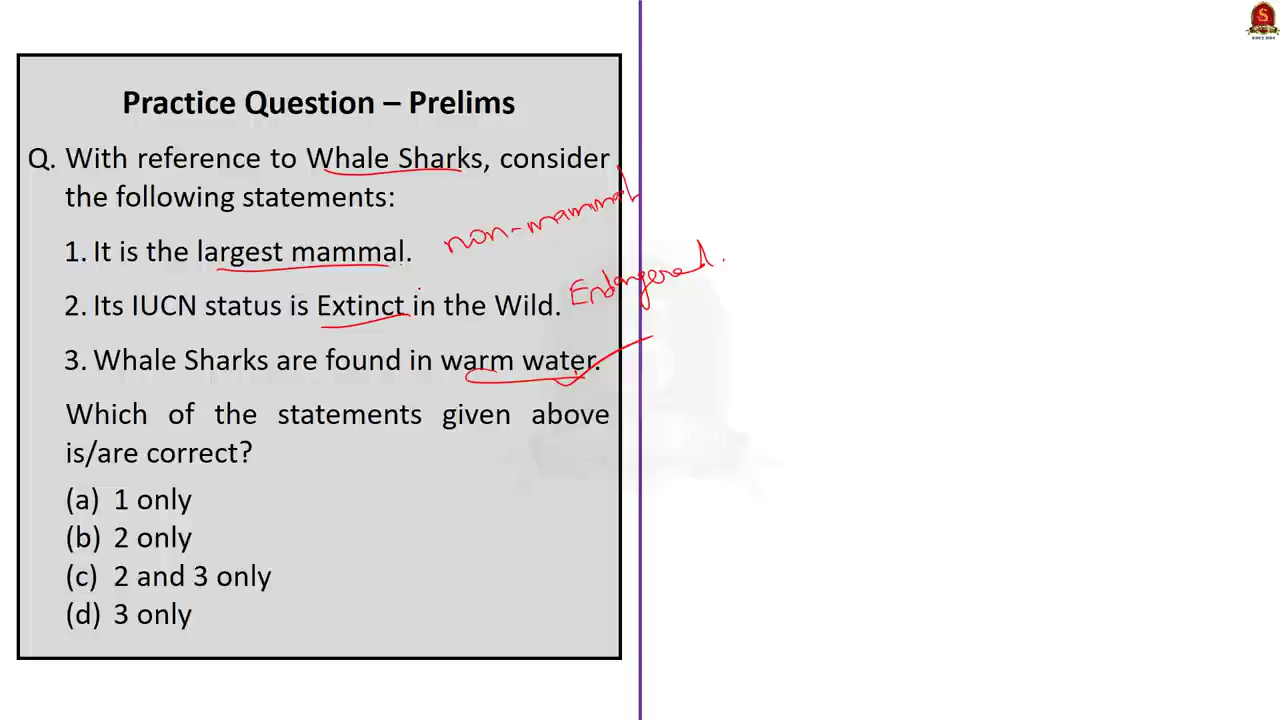 Practice Question – Prelims
Q. With reference to Whale Sharks, consider
the following statements:
non-mammal
1. It is the largest mammal.
Endangered.
2. Its IUCN status is Extinct in the Wild.
3. Whale Sharks are found in warm water.
Which of the statements given above
is/are correct?
(a) 1 only
(b) 2 only
(c) 2 and 3 only
(d) 3 only
S
SINCE 2004